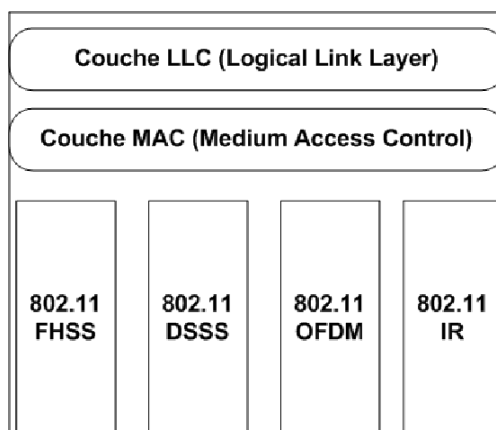 Couche LLC (Logical Link Layer)
Couche MAC (Medium Access Control)
802.11
FHSS
802.11
DSSS
802.11
OFDM
802.11
IR